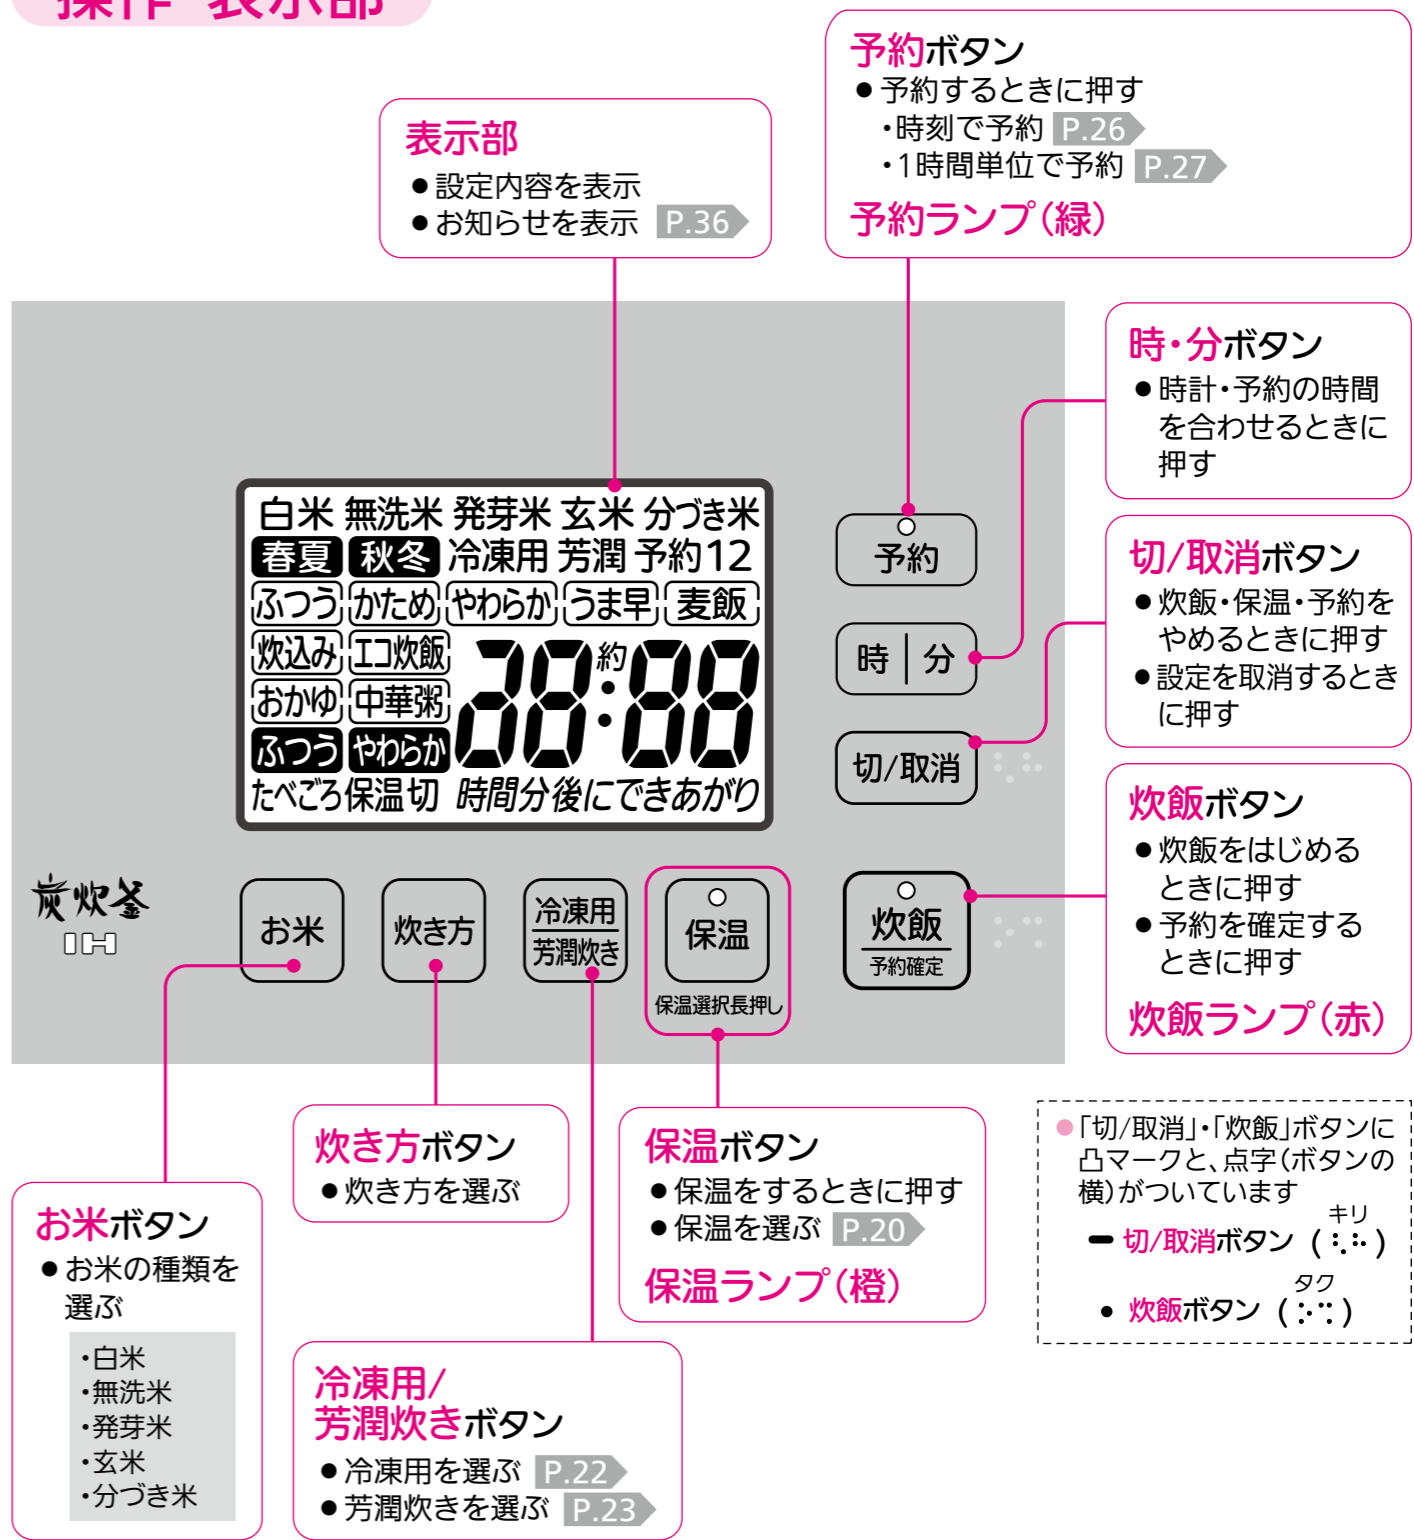 操作・表示部
予約ボタン
●予約するときに押す
・時刻で予約 P.26
・1時間単位で予約 P.27
予約ランプ（緑）
表示部
●設定内容を表示
●お知らせを表示 P.36
時・分ボタン
●時計・予約の時間
を合わせるときに
押す
白米 無洗米 発芽米 玄米 分づき米
春夏 秋冬 冷凍用 芳潤 予約12
ふつう かため やわらか うま早 麦飯
炊込み エコ炊飯 約
38:88
おかゆ 中華粥
ふつう やわらか
たべごろ保温切 時間分後にできあがり
予約
時｜分
切/取消
切/取消ボタン
●炊飯・保温・予約を
やめるときに押す
●設定を取消するとき
に押す
炊飯ボタン
●炊飯をはじめる
ときに押す
●予約を確定する
ときに押す
炊飯ランプ（赤）
炭炊釜
IH
お米
炊き方
冷凍用
芳潤炊き
保温
保温選択長押し
炊飯
予約確定
お米ボタン
●お米の種類を
選ぶ
・白米
・無洗米
・発芽米
・玄米
・分づき米
炊き方ボタン
●炊き方を選ぶ
冷凍用/
芳潤炊きボタン
●冷凍用を選ぶ P.22
●芳潤炊きを選ぶ P.23
保温ボタン
●保温をするときに押す
●保温を選ぶ P.20
保温ランプ（橙）
●「切/取消」・「炊飯」ボタンに
凸マークと、点字（ボタンの
横）がついています
キリ
━ 切/取消ボタン（⠣⠓）
タク
● 炊飯ボタン（⠕⠩）